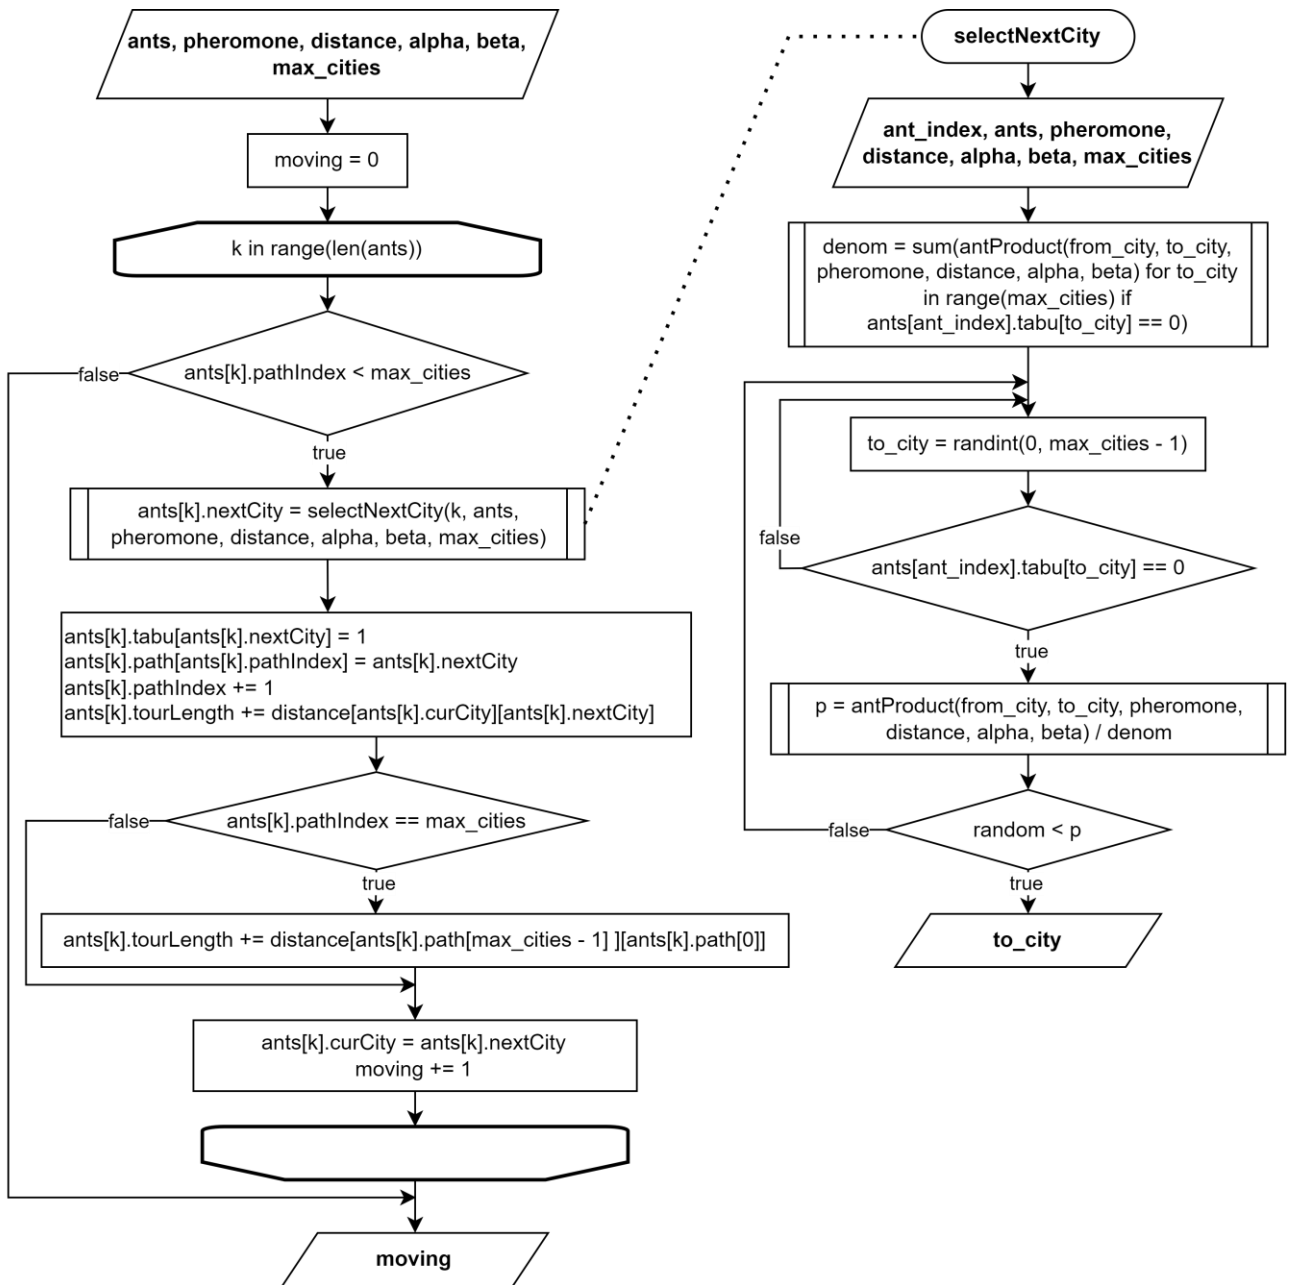 ants, pheromone, distance, alpha, beta,
max_cities
moving = 0
k in range(len(ants))
ants[k].pathIndex < max_cities
false
true
ants[k].nextCity = selectNextCity(k, ants,
pheromone, distance, alpha, beta, max_cities)
ants[k].tabu[ants[k].nextCity] = 1
ants[k].path[ants[k].pathIndex] = ants[k].nextCity
ants[k].pathIndex += 1
ants[k].tourLength += distance[ants[k].curCity][ants[k].nextCity]
ants[k].pathIndex == max_cities
false
true
ants[k].tourLength += distance[ants[k].path[max_cities - 1] ][ants[k].path[0]]
ants[k].curCity = ants[k].nextCity
moving += 1
moving
selectNextCity
ant_index, ants, pheromone,
distance, alpha, beta, max_cities
denom = sum(antProduct(from_city, to_city,
pheromone, distance, alpha, beta) for to_city
in range(max_cities) if
ants[ant_index].tabu[to_city] == 0)
to_city = randint(0, max_cities - 1)
false
ants[ant_index].tabu[to_city] == 0
true
p = antProduct(from_city, to_city, pheromone,
distance, alpha, beta) / denom
false
random < p
true
to_city